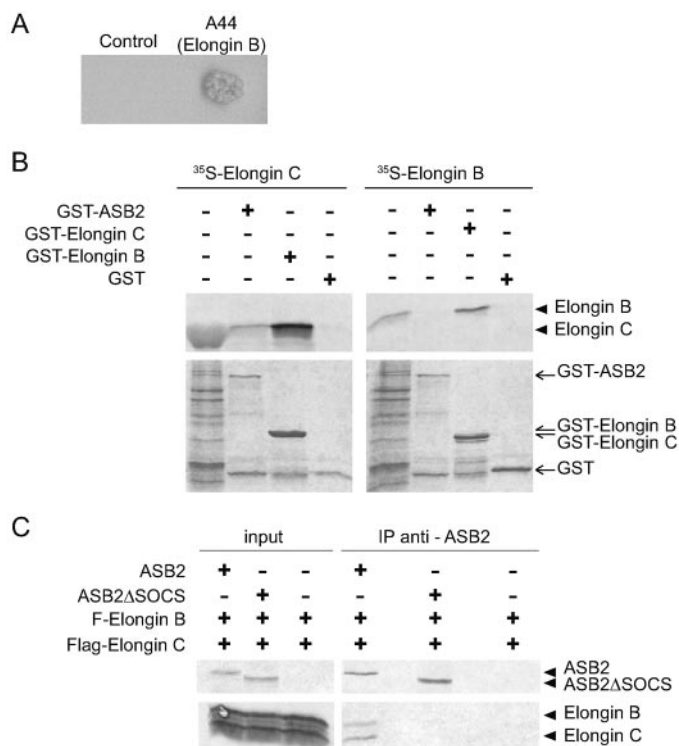 A
Control
A44
(Elongin B)
B
³⁵S-Elongin C
³⁵S-Elongin B
GST-ASB2 - + - - - + - -
GST-Elongin C - - - - - - + -
GST-Elongin B - - + - - - - -
GST - - - + - - - +
Elongin B
Elongin C
GST-ASB2
GST-Elongin B
GST-Elongin C
GST
C
input
IP anti - ASB2
ASB2 + - - + - -
ASB2ΔSOCS - + - - + -
F-Elongin B + + + + + +
Flag-Elongin C + + + + + +
ASB2
ASB2ΔSOCS
Elongin B
Elongin C